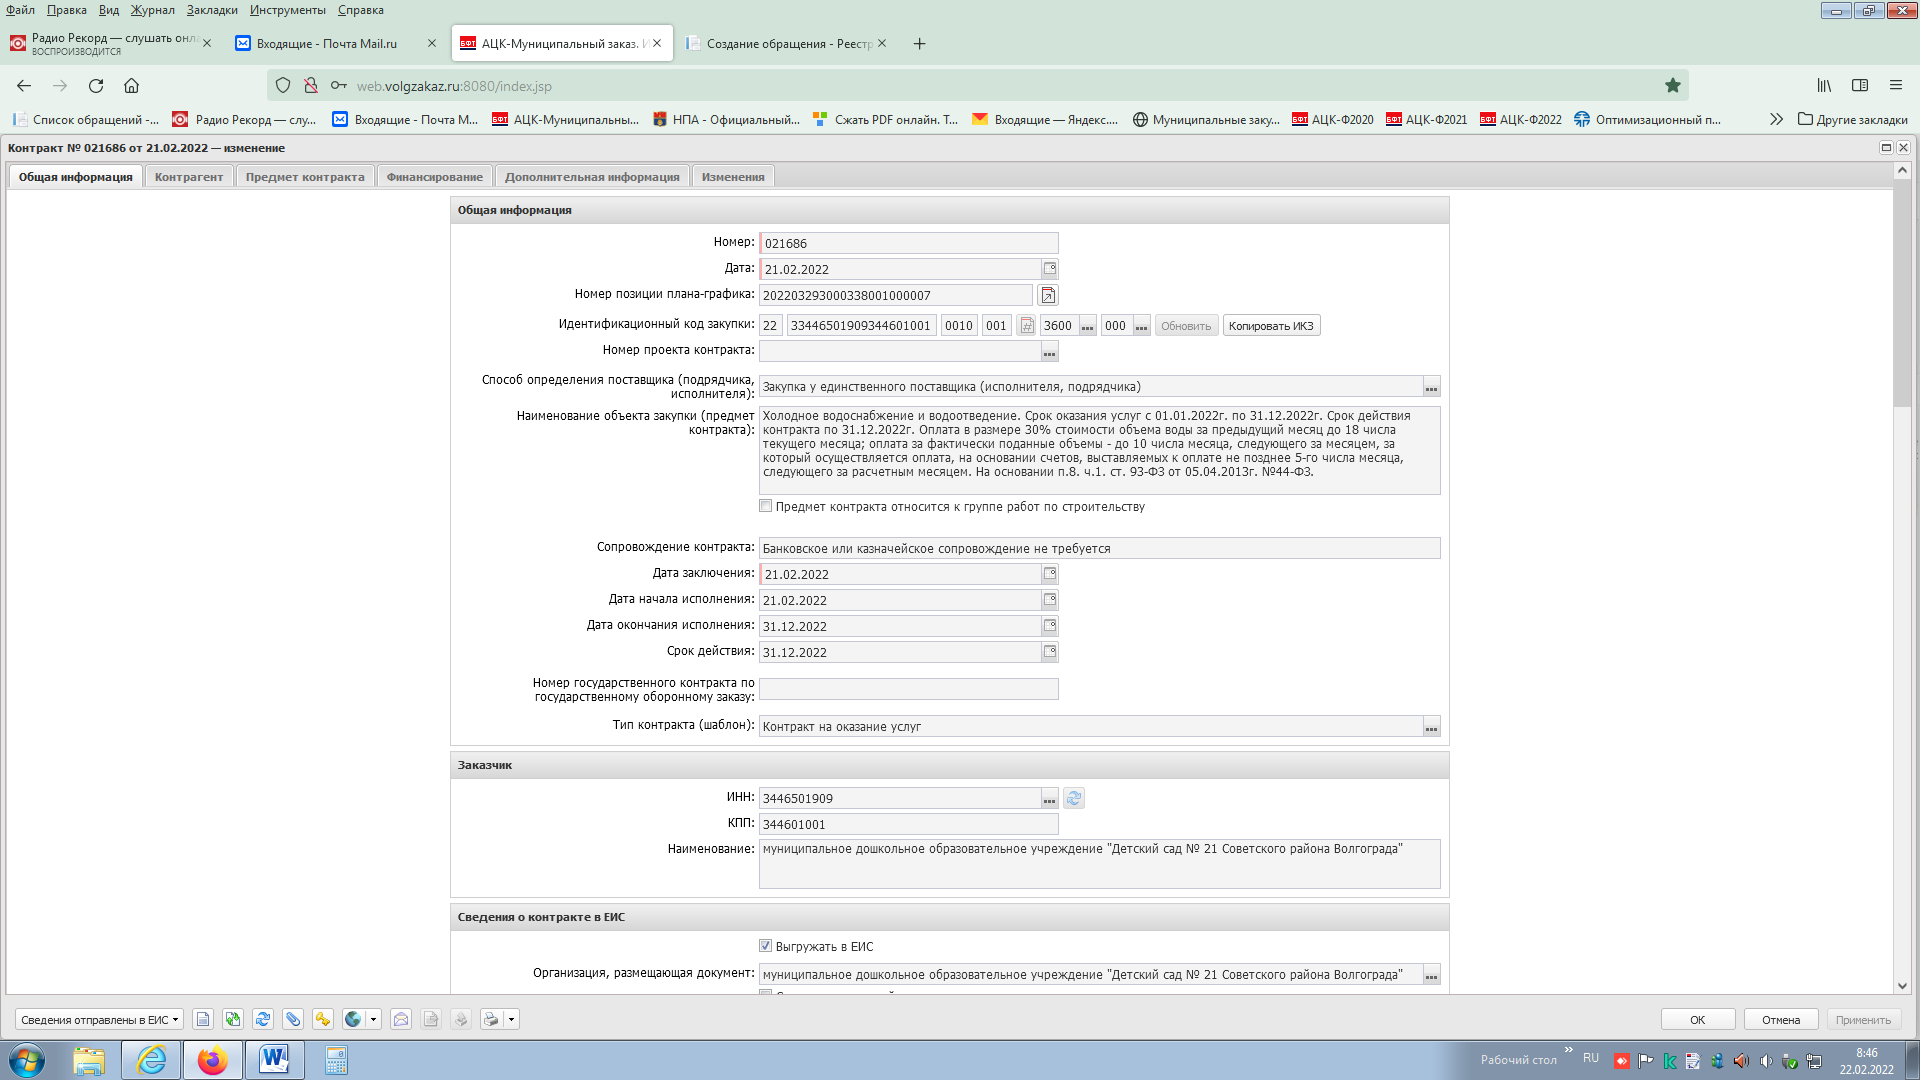 Файл Правка Вид Журнал Закладки Инструменты Справка
Радио Рекорд — слушать онла
ВОСПРОИЗВОДИТСЯ
Входящие - Почта Mail.ru
АЦК-Муниципальный заказ. И
Создание обращения - Реестр
web.volgzakaz.ru:8080/index.jsp
Список обращений -... Радио Рекорд — слу... Входящие - Почта М... АЦК-Муниципальны... НПА - Официальный... Сжать PDF онлайн. Т... Входящие — Яндекс.... Муниципальные заку... АЦК-Ф2020 АЦК-Ф2021 АЦК-Ф2022 Оптимизационный п... Другие закладки
Контракт № 021686 от 21.02.2022 — изменение
Общая информация Контрагент Предмет контракта Финансирование Дополнительная информация Изменения
Общая информация
Номер: 021686
Дата: 21.02.2022
Номер позиции плана-графика: 202203293000338001000007
Идентификационный код закупки: 22 33446501909344601001 0010 001 3600 ... 000 ... Обновить Копировать ИКЗ
Номер проекта контракта: ...
Способ определения поставщика (подрядчика, исполнителя): Закупка у единственного поставщика (исполнителя, подрядчика) ...
Наименование объекта закупки (предмет контракта): Холодное водоснабжение и водоотведение. Срок оказания услуг с 01.01.2022г. по 31.12.2022г. Срок действия
контракта по 31.12.2022г. Оплата в размере 30% стоимости объема воды за предыдущий месяц до 18 числа
текущего месяца; оплата за фактически поданные объемы - до 10 числа месяца, следующего за месяцем, за
который осуществляется оплата, на основании счетов, выставляемых к оплате не позднее 5-го числа месяца,
следующего за расчетным месяцем. На основании п.8. ч.1. ст. 93-ФЗ от 05.04.2013г. №44-ФЗ.
Предмет контракта относится к группе работ по строительству
Сопровождение контракта: Банковское или казначейское сопровождение не требуется
Дата заключения: 21.02.2022
Дата начала исполнения: 21.02.2022
Дата окончания исполнения: 31.12.2022
Срок действия: 31.12.2022
Номер государственного контракта по
государственному оборонному заказу:
Тип контракта (шаблон): Контракт на оказание услуг ...
Заказчик
ИНН: 3446501909 ...
КПП: 344601001
Наименование: муниципальное дошкольное образовательное учреждение "Детский сад № 21 Советского района Волгограда"
Сведения о контракте в ЕИС
Выгружать в ЕИС
Организация, размещающая документ: муниципальное дошкольное образовательное учреждение "Детский сад № 21 Советского района Волгограда" ...
Сведения отправлены в ЕИС ОК Отмена Применить
Рабочий стол » RU 8:46
22.02.2022